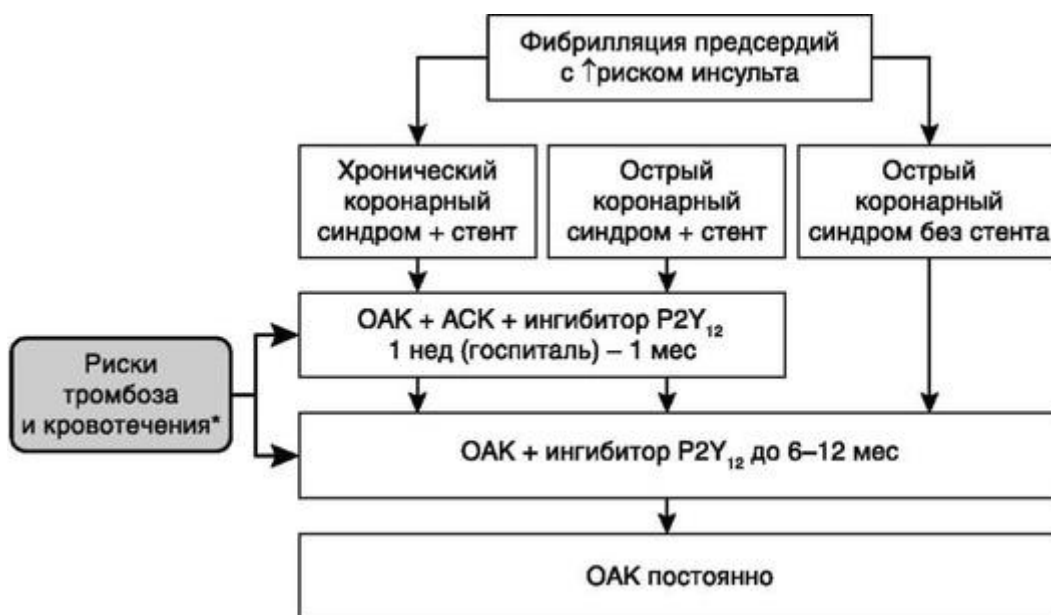 Фибрилляция предсердий
с ↑риском инсульта
Хронический
коронарный
синдром + стент
Острый
коронарный
синдром + стент
Острый
коронарный
синдром без стента
ОАК + АСК + ингибитор P2Y₁₂
1 нед (госпиталь) – 1 мес
Риски
тромбоза
и кровотечения*
ОАК + ингибитор P2Y₁₂ до 6–12 мес
ОАК постоянно